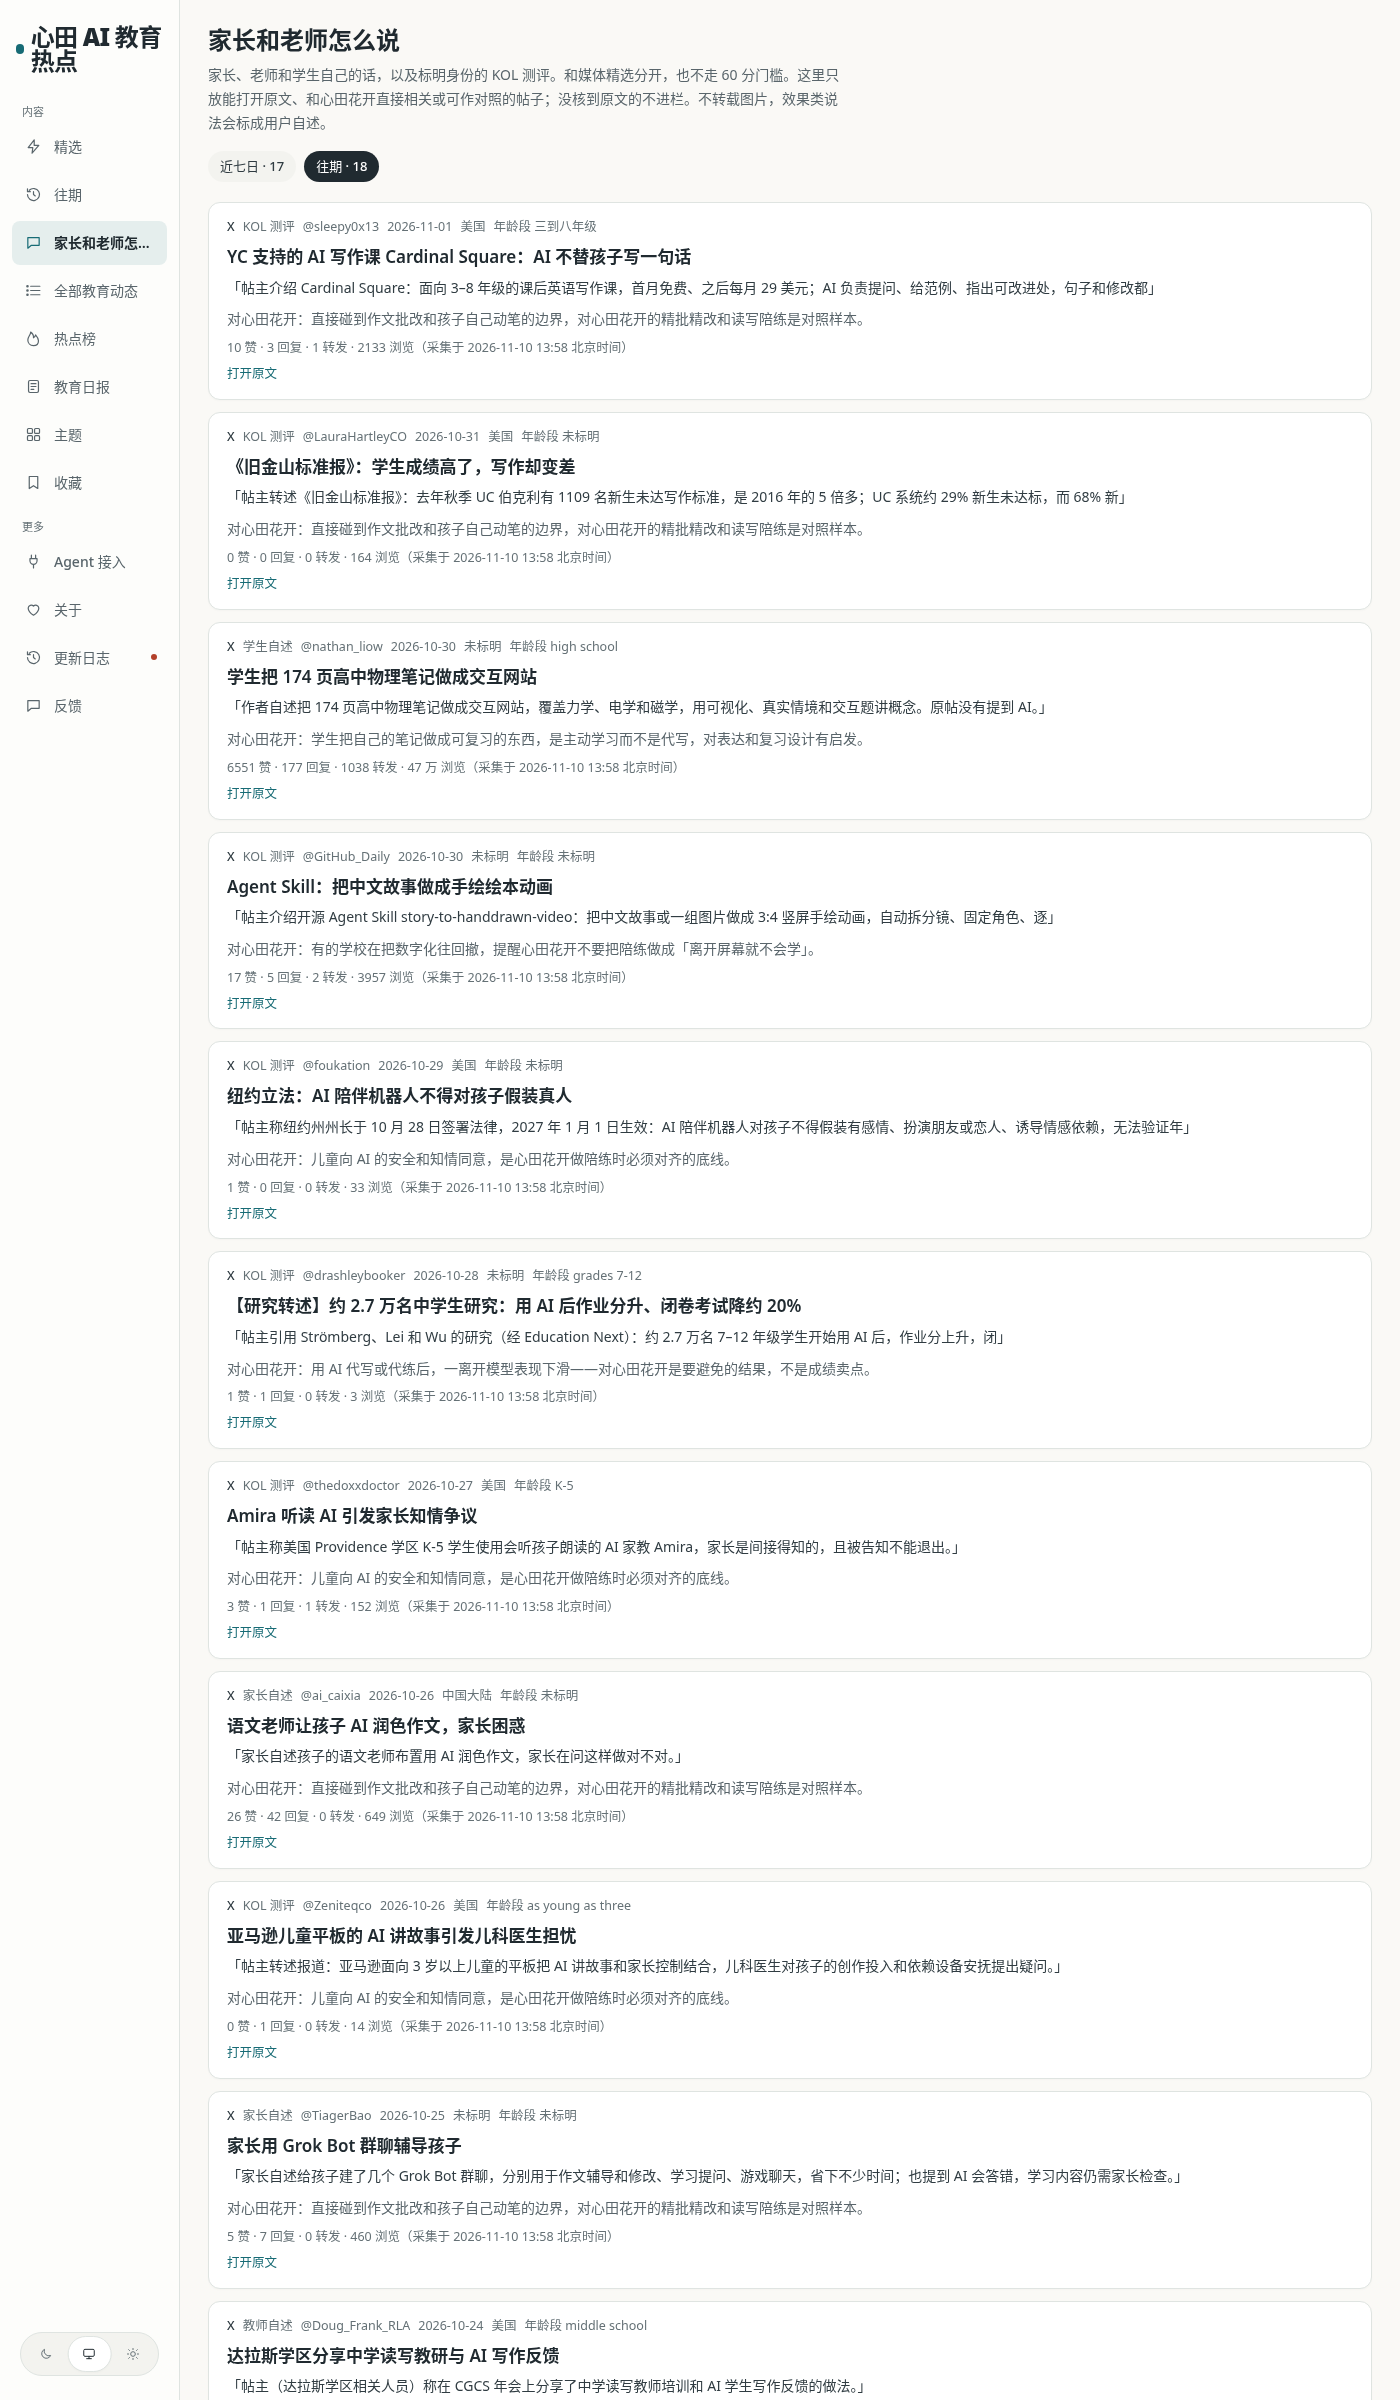 心田 AI 教育
热点
内容
精选
往期
家长和老师怎...
全部教育动态
热点榜
教育日报
主题
收藏
更多
Agent 接入
关于
更新日志
反馈
家长和老师怎么说
家长、老师和学生自己的话，以及标明身份的 KOL 测评。和媒体精选分开，也不走 60 分门槛。这里只
放能打开原文、和心田花开直接相关或可作对照的帖子；没核到原文的不进栏。不转载图片，效果类说
法会标成用户自述。
近七日 · 17 往期 · 18
X KOL 测评 @sleepy0x13 2026-11-01 美国 年龄段 三到八年级
YC 支持的 AI 写作课 Cardinal Square：AI 不替孩子写一句话
「帖主介绍 Cardinal Square：面向 3–8 年级的课后英语写作课，首月免费、之后每月 29 美元；AI 负责提问、给范例、指出可改进处，句子和修改都」
对心田花开：直接碰到作文批改和孩子自己动笔的边界，对心田花开的精批精改和读写陪练是对照样本。
10 赞 · 3 回复 · 1 转发 · 2133 浏览（采集于 2026-11-10 13:58 北京时间）
打开原文
X KOL 测评 @LauraHartleyCO 2026-10-31 美国 年龄段 未标明
《旧金山标准报》：学生成绩高了，写作却变差
「帖主转述《旧金山标准报》：去年秋季 UC 伯克利有 1109 名新生未达写作标准，是 2016 年的 5 倍多；UC 系统约 29% 新生未达标，而 68% 新」
对心田花开：直接碰到作文批改和孩子自己动笔的边界，对心田花开的精批精改和读写陪练是对照样本。
0 赞 · 0 回复 · 0 转发 · 164 浏览（采集于 2026-11-10 13:58 北京时间）
打开原文
X 学生自述 @nathan_liow 2026-10-30 未标明 年龄段 high school
学生把 174 页高中物理笔记做成交互网站
「作者自述把 174 页高中物理笔记做成交互网站，覆盖力学、电学和磁学，用可视化、真实情境和交互题讲概念。原帖没有提到 AI。」
对心田花开：学生把自己的笔记做成可复习的东西，是主动学习而不是代写，对表达和复习设计有启发。
6551 赞 · 177 回复 · 1038 转发 · 47 万 浏览（采集于 2026-11-10 13:58 北京时间）
打开原文
X KOL 测评 @GitHub_Daily 2026-10-30 未标明 年龄段 未标明
Agent Skill：把中文故事做成手绘绘本动画
「帖主介绍开源 Agent Skill story-to-handdrawn-video：把中文故事或一组图片做成 3:4 竖屏手绘动画，自动拆分镜、固定角色、逐」
对心田花开：有的学校在把数字化往回撤，提醒心田花开不要把陪练做成「离开屏幕就不会学」。
17 赞 · 5 回复 · 2 转发 · 3957 浏览（采集于 2026-11-10 13:58 北京时间）
打开原文
X KOL 测评 @foukation 2026-10-29 美国 年龄段 未标明
纽约立法：AI 陪伴机器人不得对孩子假装真人
「帖主称纽约州州长于 10 月 28 日签署法律，2027 年 1 月 1 日生效：AI 陪伴机器人对孩子不得假装有感情、扮演朋友或恋人、诱导情感依赖，无法验证年」
对心田花开：儿童向 AI 的安全和知情同意，是心田花开做陪练时必须对齐的底线。
1 赞 · 0 回复 · 0 转发 · 33 浏览（采集于 2026-11-10 13:58 北京时间）
打开原文
X KOL 测评 @drashleybooker 2026-10-28 未标明 年龄段 grades 7-12
【研究转述】约 2.7 万名中学生研究：用 AI 后作业分升、闭卷考试降约 20%
「帖主引用 Strömberg、Lei 和 Wu 的研究（经 Education Next）：约 2.7 万名 7–12 年级学生开始用 AI 后，作业分上升，闭」
对心田花开：用 AI 代写或代练后，一离开模型表现下滑——对心田花开是要避免的结果，不是成绩卖点。
1 赞 · 1 回复 · 0 转发 · 3 浏览（采集于 2026-11-10 13:58 北京时间）
打开原文
X KOL 测评 @thedoxxdoctor 2026-10-27 美国 年龄段 K-5
Amira 听读 AI 引发家长知情争议
「帖主称美国 Providence 学区 K-5 学生使用会听孩子朗读的 AI 家教 Amira，家长是间接得知的，且被告知不能退出。」
对心田花开：儿童向 AI 的安全和知情同意，是心田花开做陪练时必须对齐的底线。
3 赞 · 1 回复 · 1 转发 · 152 浏览（采集于 2026-11-10 13:58 北京时间）
打开原文
X 家长自述 @ai_caixia 2026-10-26 中国大陆 年龄段 未标明
语文老师让孩子 AI 润色作文，家长困惑
「家长自述孩子的语文老师布置用 AI 润色作文，家长在问这样做对不对。」
对心田花开：直接碰到作文批改和孩子自己动笔的边界，对心田花开的精批精改和读写陪练是对照样本。
26 赞 · 42 回复 · 0 转发 · 649 浏览（采集于 2026-11-10 13:58 北京时间）
打开原文
X KOL 测评 @Zeniteqco 2026-10-26 美国 年龄段 as young as three
亚马逊儿童平板的 AI 讲故事引发儿科医生担忧
「帖主转述报道：亚马逊面向 3 岁以上儿童的平板把 AI 讲故事和家长控制结合，儿科医生对孩子的创作投入和依赖设备安抚提出疑问。」
对心田花开：儿童向 AI 的安全和知情同意，是心田花开做陪练时必须对齐的底线。
0 赞 · 1 回复 · 0 转发 · 14 浏览（采集于 2026-11-10 13:58 北京时间）
打开原文
X 家长自述 @TiagerBao 2026-10-25 未标明 年龄段 未标明
家长用 Grok Bot 群聊辅导孩子
「家长自述给孩子建了几个 Grok Bot 群聊，分别用于作文辅导和修改、学习提问、游戏聊天，省下不少时间；也提到 AI 会答错，学习内容仍需家长检查。」
对心田花开：直接碰到作文批改和孩子自己动笔的边界，对心田花开的精批精改和读写陪练是对照样本。
5 赞 · 7 回复 · 0 转发 · 460 浏览（采集于 2026-11-10 13:58 北京时间）
打开原文
X 教师自述 @Doug_Frank_RLA 2026-10-24 美国 年龄段 middle school
达拉斯学区分享中学读写教研与 AI 写作反馈
「帖主（达拉斯学区相关人员）称在 CGCS 年会上分享了中学读写教师培训和 AI 学生写作反馈的做法。」